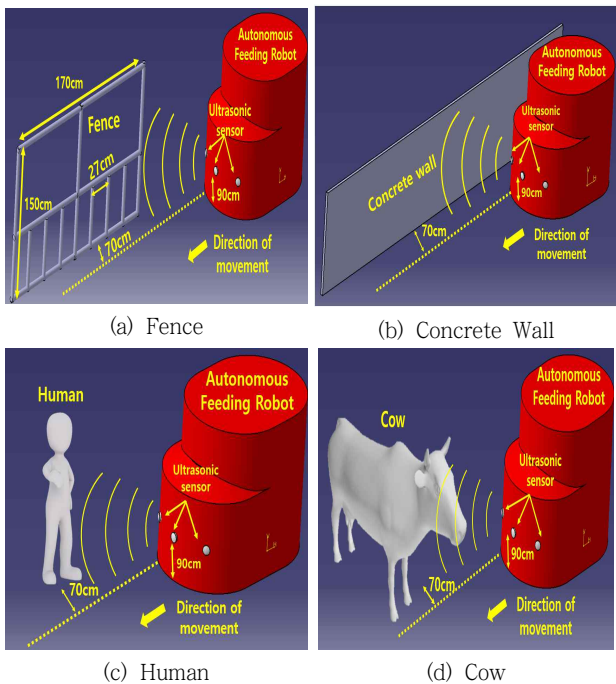 Autonomous
Feeding Robot
170cm
Fence
Ultrasonic
sensor
27cm
150cm
90cm
70cm
Direction of
movement
(a) Fence
Autonomous
Feeding Robot
Ultrasonic
sensor
Concrete wall
90cm
70cm
Direction of
movement
(b) Concrete Wall
Autonomous
Feeding Robot
Human
Ultrasonic
sensor
90cm
70cm
Direction of
movement
(c) Human
Autonomous
Feeding Robot
Cow
Ultrasonic
sensor
90cm
70cm
Direction of
movement
(d) Cow